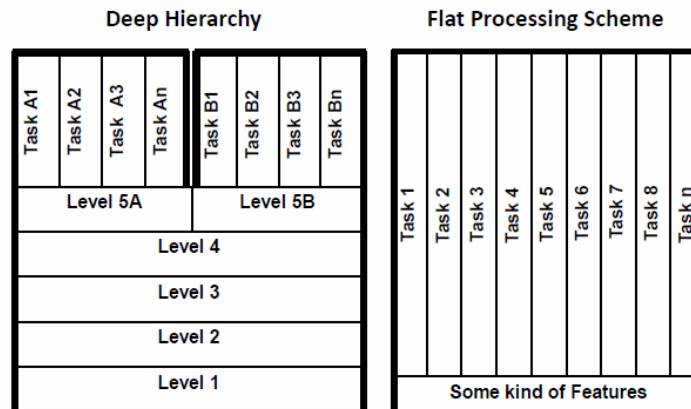 Deep Hierarchy
Flat Processing Scheme
Task A1
Task A2
Task A3
Task An
Task B1
Task B2
Task B3
Task Bn
Level 5A
Level 5B
Level 4
Level 3
Level 2
Level 1
Task 1
Task 2
Task 3
Task 4
Task 5
Task 6
Task 7
Task 8
Task n
Some kind of Features